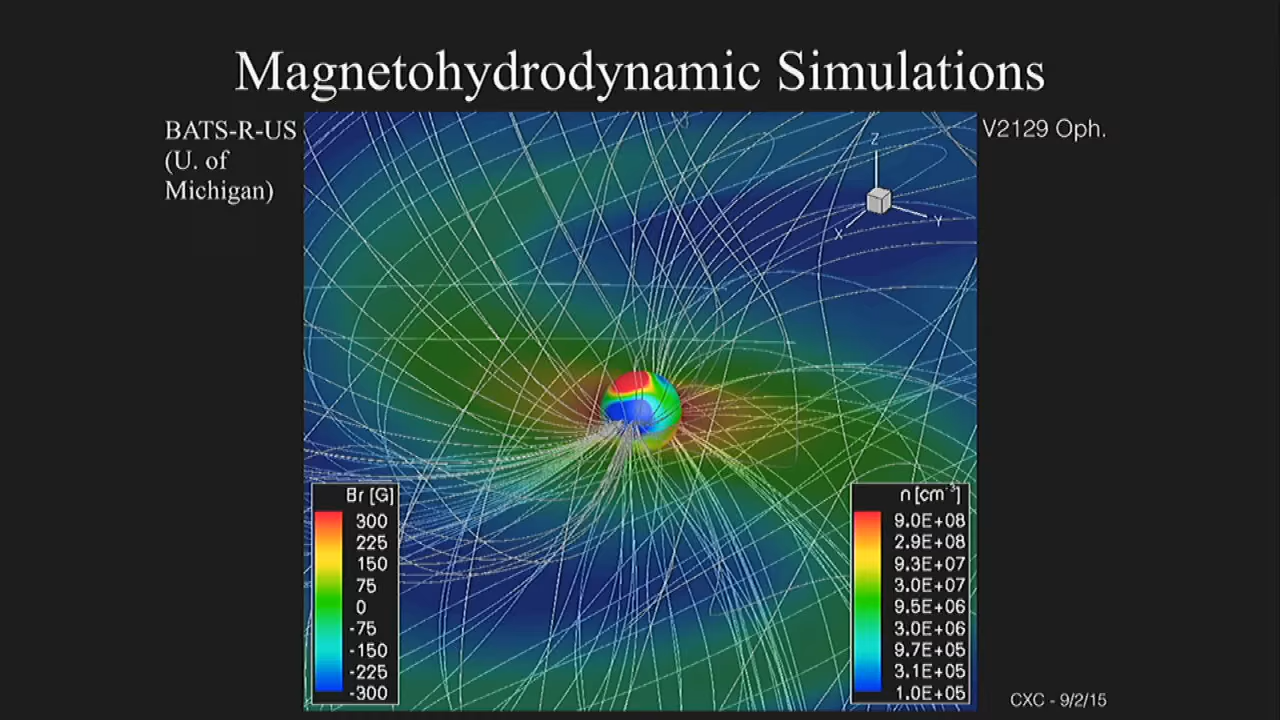 Magnetohydrodynamic Simulations
BATS-R-US
(U. of
Michigan)
V2129 Oph.
Z
X
Y
Br [G]
300
225
150
75
0
-75
-150
-225
-300
n [cm⁻³]
9.0E+08
2.9E+08
9.3E+07
3.0E+07
9.5E+06
3.0E+06
9.7E+05
3.1E+05
1.0E+05
CXC - 9/2/15